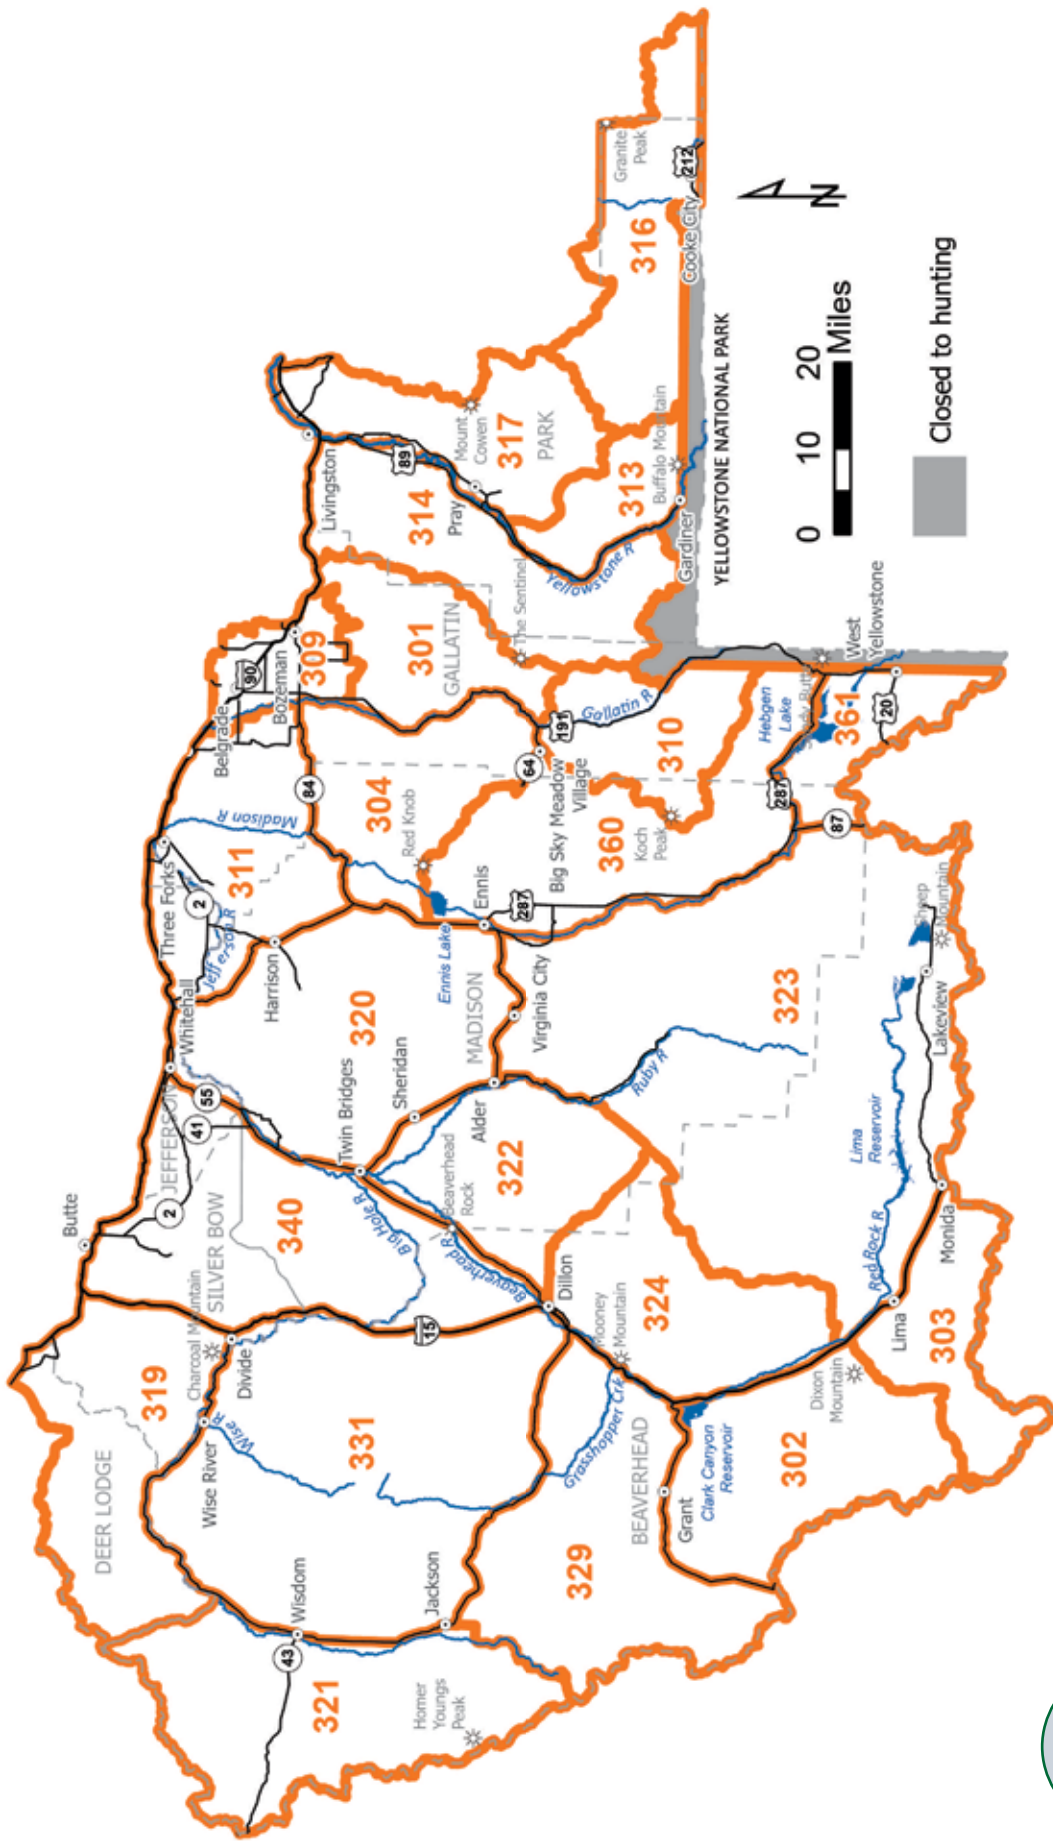 Butte
Whitehall
Three Forks
Belgrade
Bozeman
Livingston
90
309
2
JEFFERSON
55
41
2
Jefferson R
311
Madison R
84
Harrison
DEER LODGE
319
Charcoal Mountain
SILVER BOW
340
Divide
Wise River
Wise R
Wisdom
43
321
Homer
Youngs
Peak
Jackson
331
15
Big Hole R
Twin Bridges
Beaverhead
Rock
Beaverhead R
Sheridan
320
Ennis Lake
MADISON
Alder
Virginia City
Ennis
287
304
Red Knob
301
GALLATIN
The Sentinel
314
Pray
89
Mount
Cowen
317
PARK
Yellowstone R
313
Buffalo Mountain
Gardiner
316
Granite
Peak
Cooke City
212
64
191
Big Sky Meadow
Village
Gallatin R
310
360
Koch
Peak
322
Dillon
Mooney
Mountain
324
Grasshopper Crk
329
BEAVERHEAD
Grant
Clark Canyon
Reservoir
302
Dixon
Mountain
Ruby R
323
287
87
Hebgen
Lake
361
20
West
Yellowstone
Lima
Reservoir
Red Rock R
Lima
303
Monida
Lakeview
Sheep
Mountain
YELLOWSTONE NATIONAL PARK
N
0 10 20
Miles
Closed to hunting